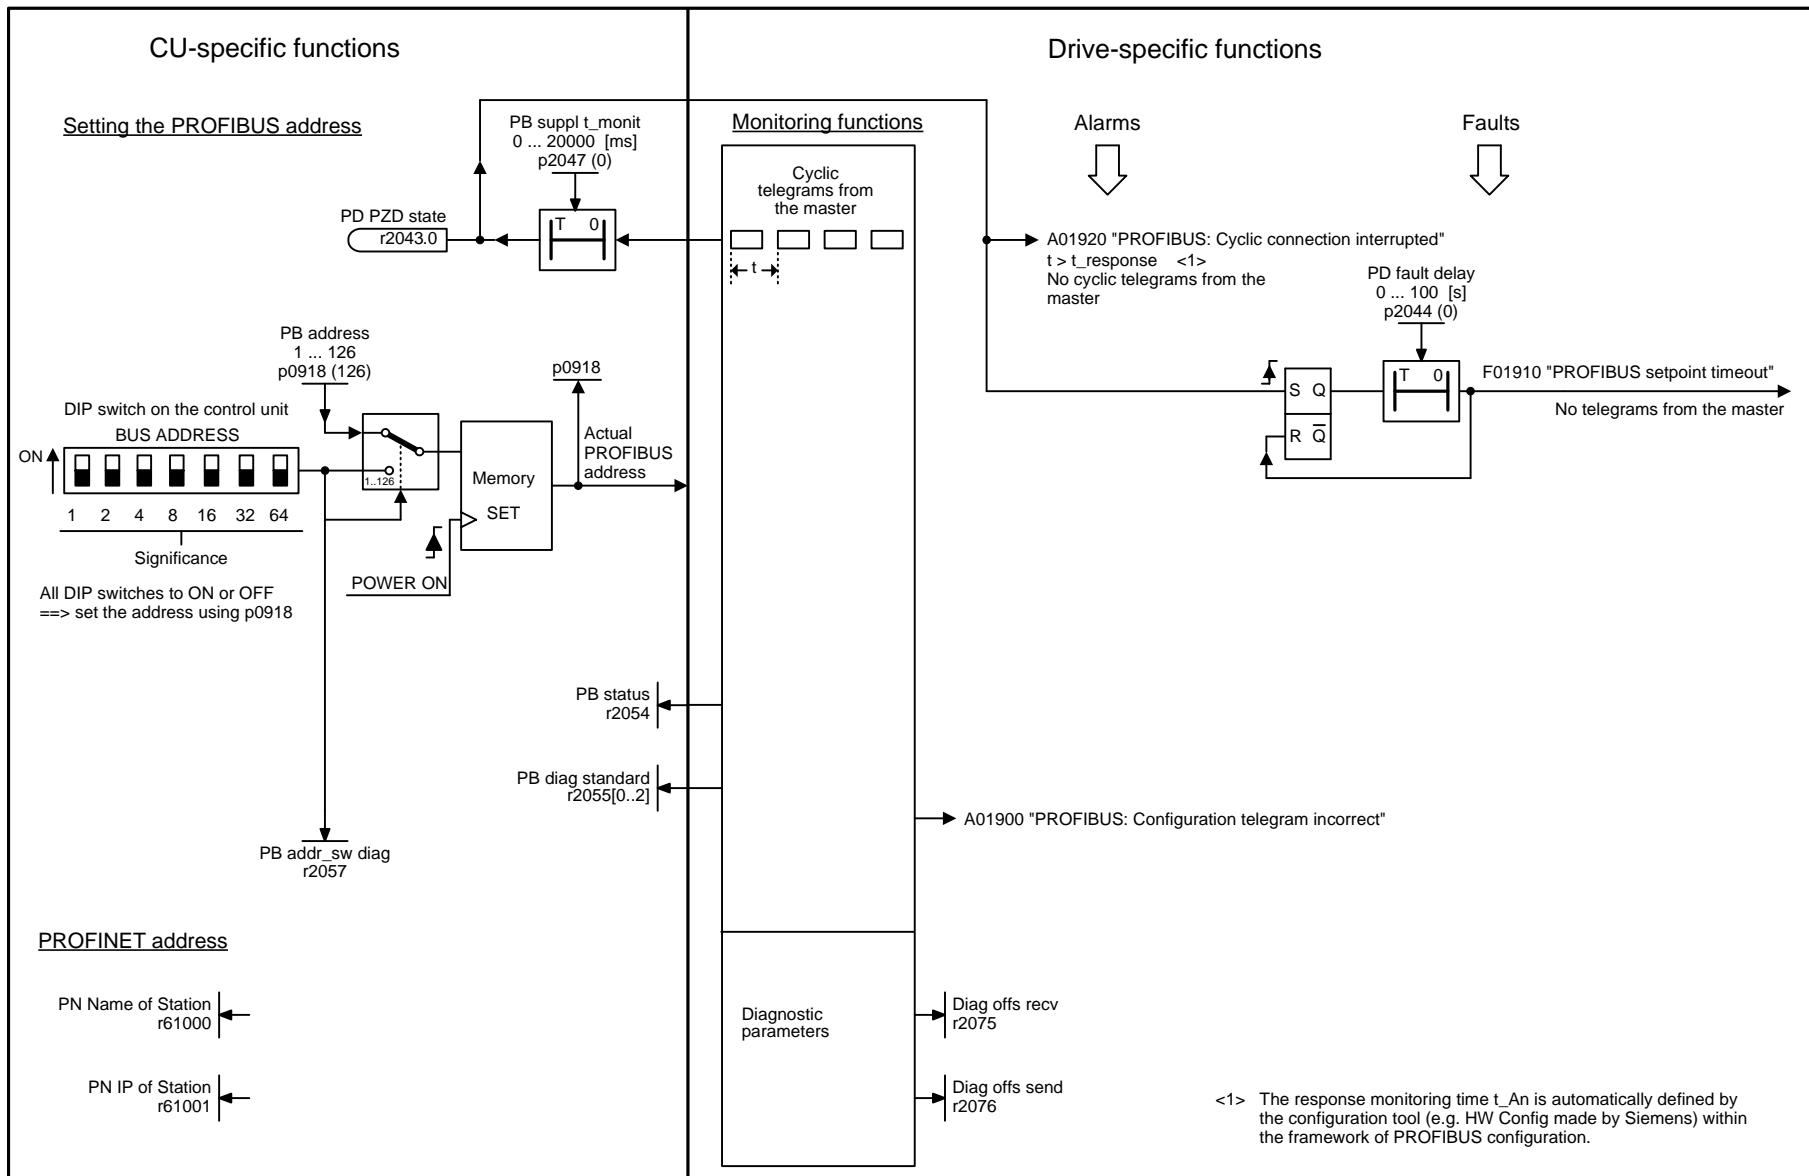 CU-specific functions
Drive-specific functions
Setting the PROFIBUS address
PB suppl t_monit
0 ... 20000 [ms]
p2047 (0)
Monitoring functions
Alarms
Faults
Cyclic
telegrams from
the master
PD PZD state
r2043.0
T 0
t
A01920 "PROFIBUS: Cyclic connection interrupted"
t > t_response <1>
No cyclic telegrams from the
master
PD fault delay
0 ... 100 [s]
p2044 (0)
PB address
1 ... 126
p0918 (126)
p0918
S Q
R Q̅
T 0
F01910 "PROFIBUS setpoint timeout"
No telegrams from the master
DIP switch on the control unit
BUS ADDRESS
ON
1..126
Memory
SET
Actual
PROFIBUS
address
1 2 4 8 16 32 64
Significance
POWER ON
All DIP switches to ON or OFF
==> set the address using p0918
PB status
r2054
PB diag standard
r2055[0..2]
A01900 "PROFIBUS: Configuration telegram incorrect"
PB addr_sw diag
r2057
PROFINET address
PN Name of Station
r61000
Diagnostic
parameters
Diag offs recv
r2075
PN IP of Station
r61001
Diag offs send
r2076
<1> The response monitoring time t_An is automatically defined by
the configuration tool (e.g. HW Config made by Siemens) within
the framework of PROFIBUS configuration.